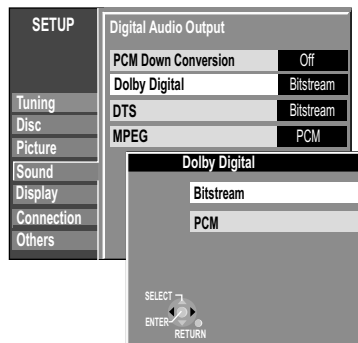 SETUP
Digital Audio Output
PCM Down Conversion Off
Dolby Digital Bitstream
DTS Bitstream
MPEG PCM
Tuning
Disc
Picture
Sound
Display
Connection
Others
Dolby Digital
Bitstream
PCM
SELECT
ENTER
RETURN